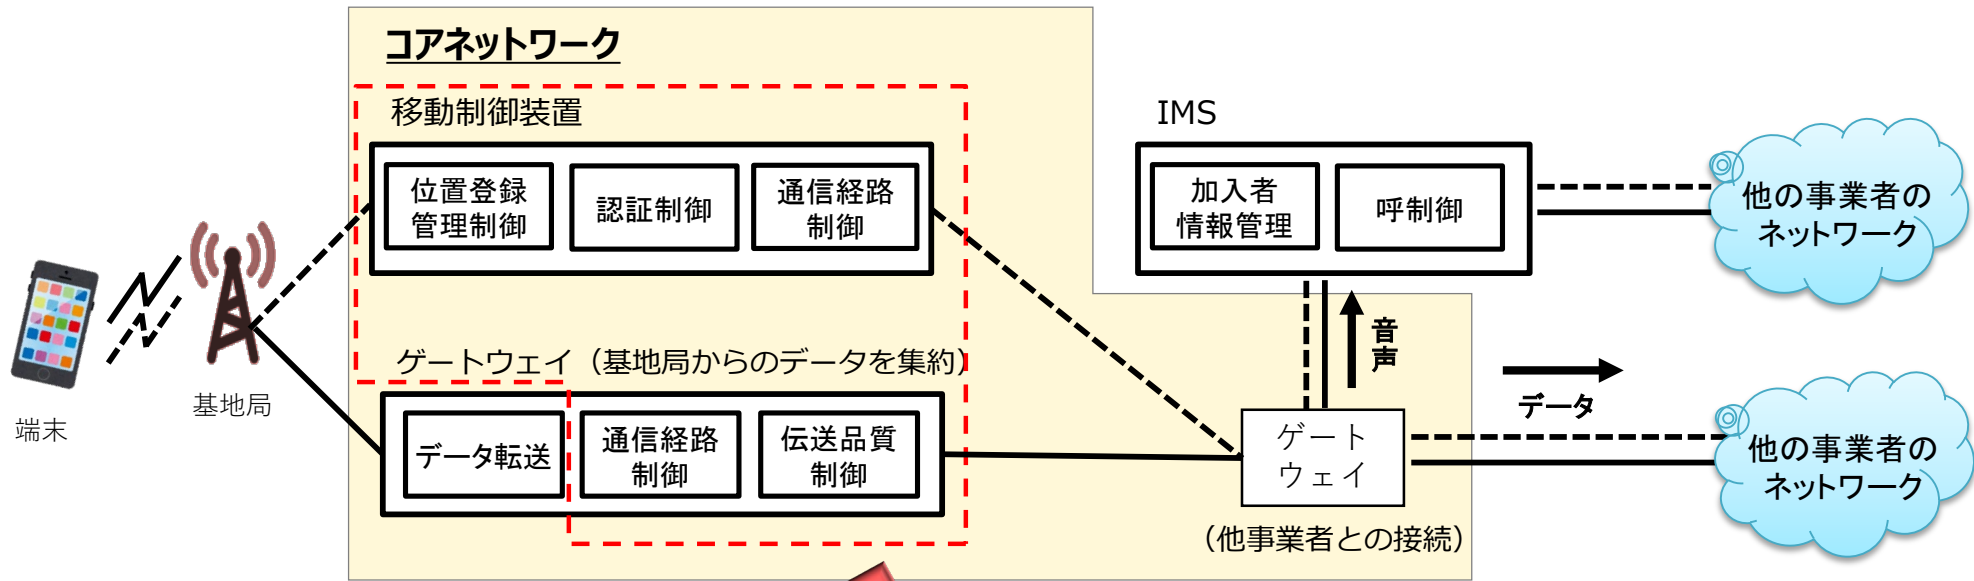 コアネットワーク
移動制御装置
位置登録
管理制御
認証制御
通信経路
制御
IMS
加入者
情報管理
呼制御
他の事業者の
ネットワーク
音声
データ
端末
基地局
ゲートウェイ（基地局からのデータを集約）
データ転送
通信経路
制御
伝送品質
制御
ゲート
ウェイ
（他事業者との接続）
他の事業者の
ネットワーク